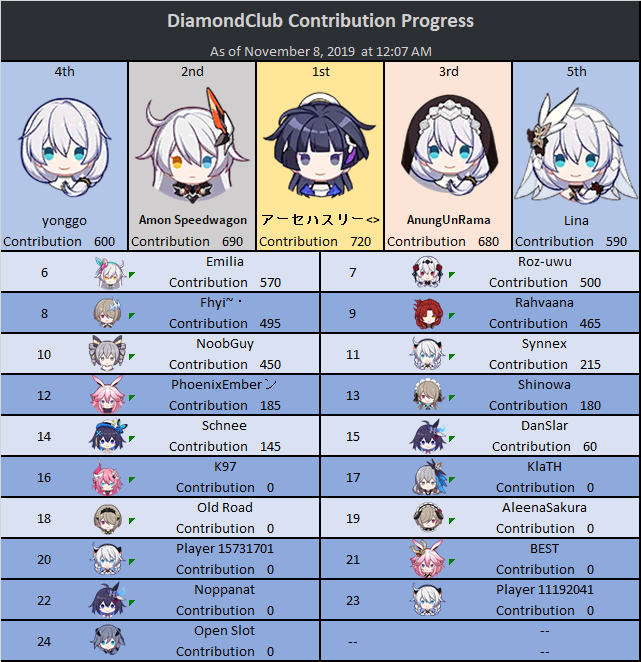 DiamondClub Contribution Progress
As of November 8, 2019 at 12:07 AM
4th 2nd 1st 3rd 5th
yonggo Amon Speedwagon アーセハスリー<> AnungUnRama Lina
Contribution 600 Contribution 690 Contribution 720 Contribution 680 Contribution 590
6 Emilia 7 Roz-uwu
Contribution 570 Contribution 500
8 Fhyi~・ 9 Rahvaana
Contribution 495 Contribution 465
10 NoobGuy 11 Synnex
Contribution 450 Contribution 215
12 PhoenixEmberン 13 Shinowa
Contribution 185 Contribution 180
14 Schnee 15 DanSlar
Contribution 145 Contribution 60
16 K97 17 KlaTH
Contribution 0 Contribution 0
18 Old Road 19 AleenaSakura
Contribution 0 Contribution 0
20 Player 15731701 21 BEST
Contribution 0 Contribution 0
22 Noppanat 23 Player 11192041
Contribution 0 Contribution 0
24 Open Slot -- --
Contribution 0 --